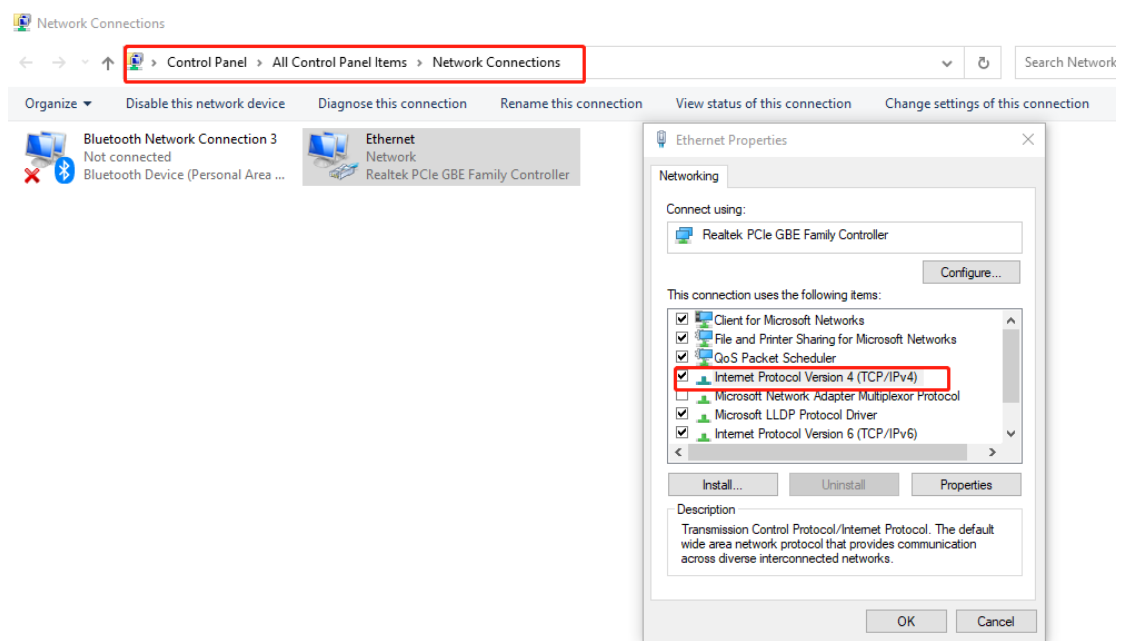 Network Connections
Control Panel > All Control Panel Items > Network Connections
Search Network
Organize Disable this network device Diagnose this connection Rename this connection View status of this connection Change settings of this connection
Bluetooth Network Connection 3
Not connected
Bluetooth Device (Personal Area ...
Ethernet
Network
Realtek PCIe GBE Family Controller
Ethernet Properties
Networking
Connect using:
Realtek PCIe GBE Family Controller
Configure...
This connection uses the following items:
Client for Microsoft Networks
File and Printer Sharing for Microsoft Networks
QoS Packet Scheduler
Internet Protocol Version 4 (TCP/IPv4)
Microsoft Network Adapter Multiplexor Protocol
Microsoft LLDP Protocol Driver
Internet Protocol Version 6 (TCP/IPv6)
Install... Uninstall Properties
Description
Transmission Control Protocol/Internet Protocol. The default
wide area network protocol that provides communication
across diverse interconnected networks.
OK Cancel